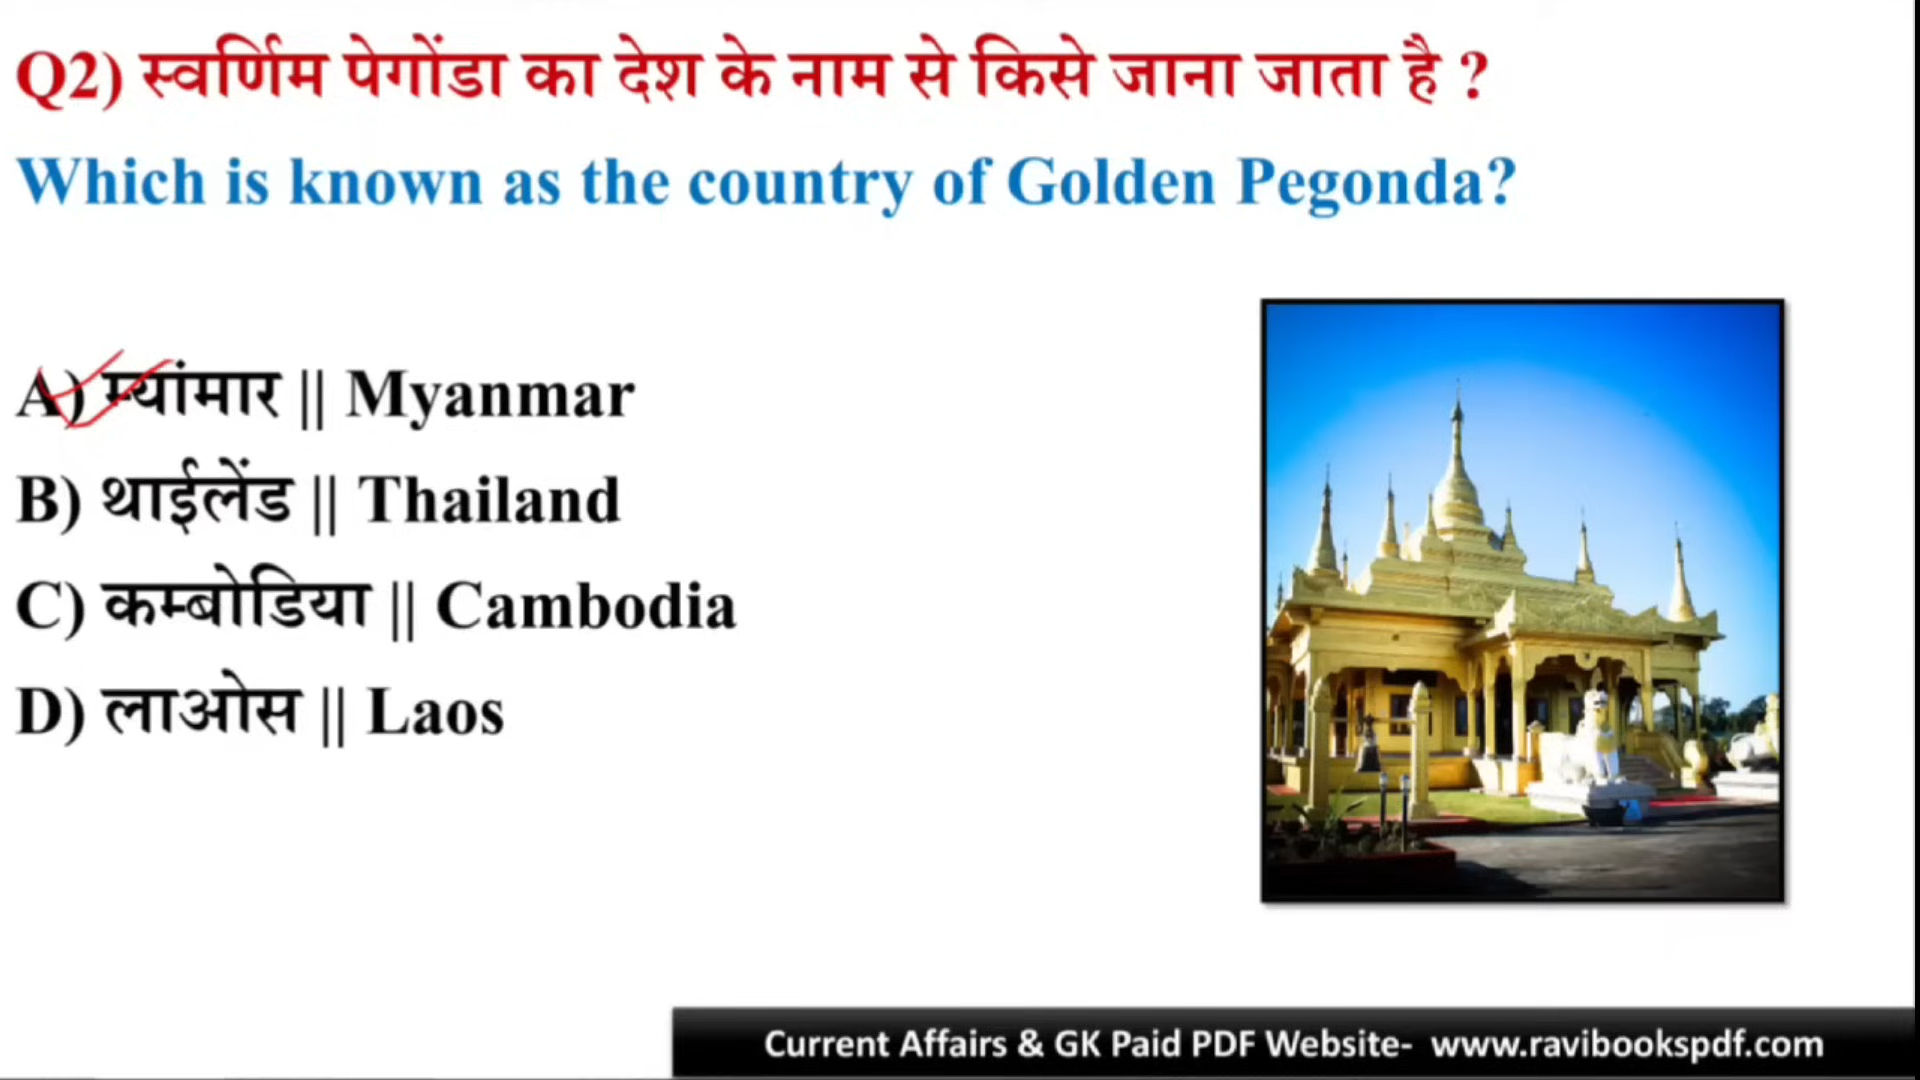 Q2) स्वर्णिम पेगोंडा का देश के नाम से किसे जाना जाता है ?
Which is known as the country of Golden Pegonda?
A) म्यांमार || Myanmar
B) थाईलेंड || Thailand
C) कम्बोडिया || Cambodia
D) लाओस || Laos
Current Affairs & GK Paid PDF Website- www.ravibookspdf.com